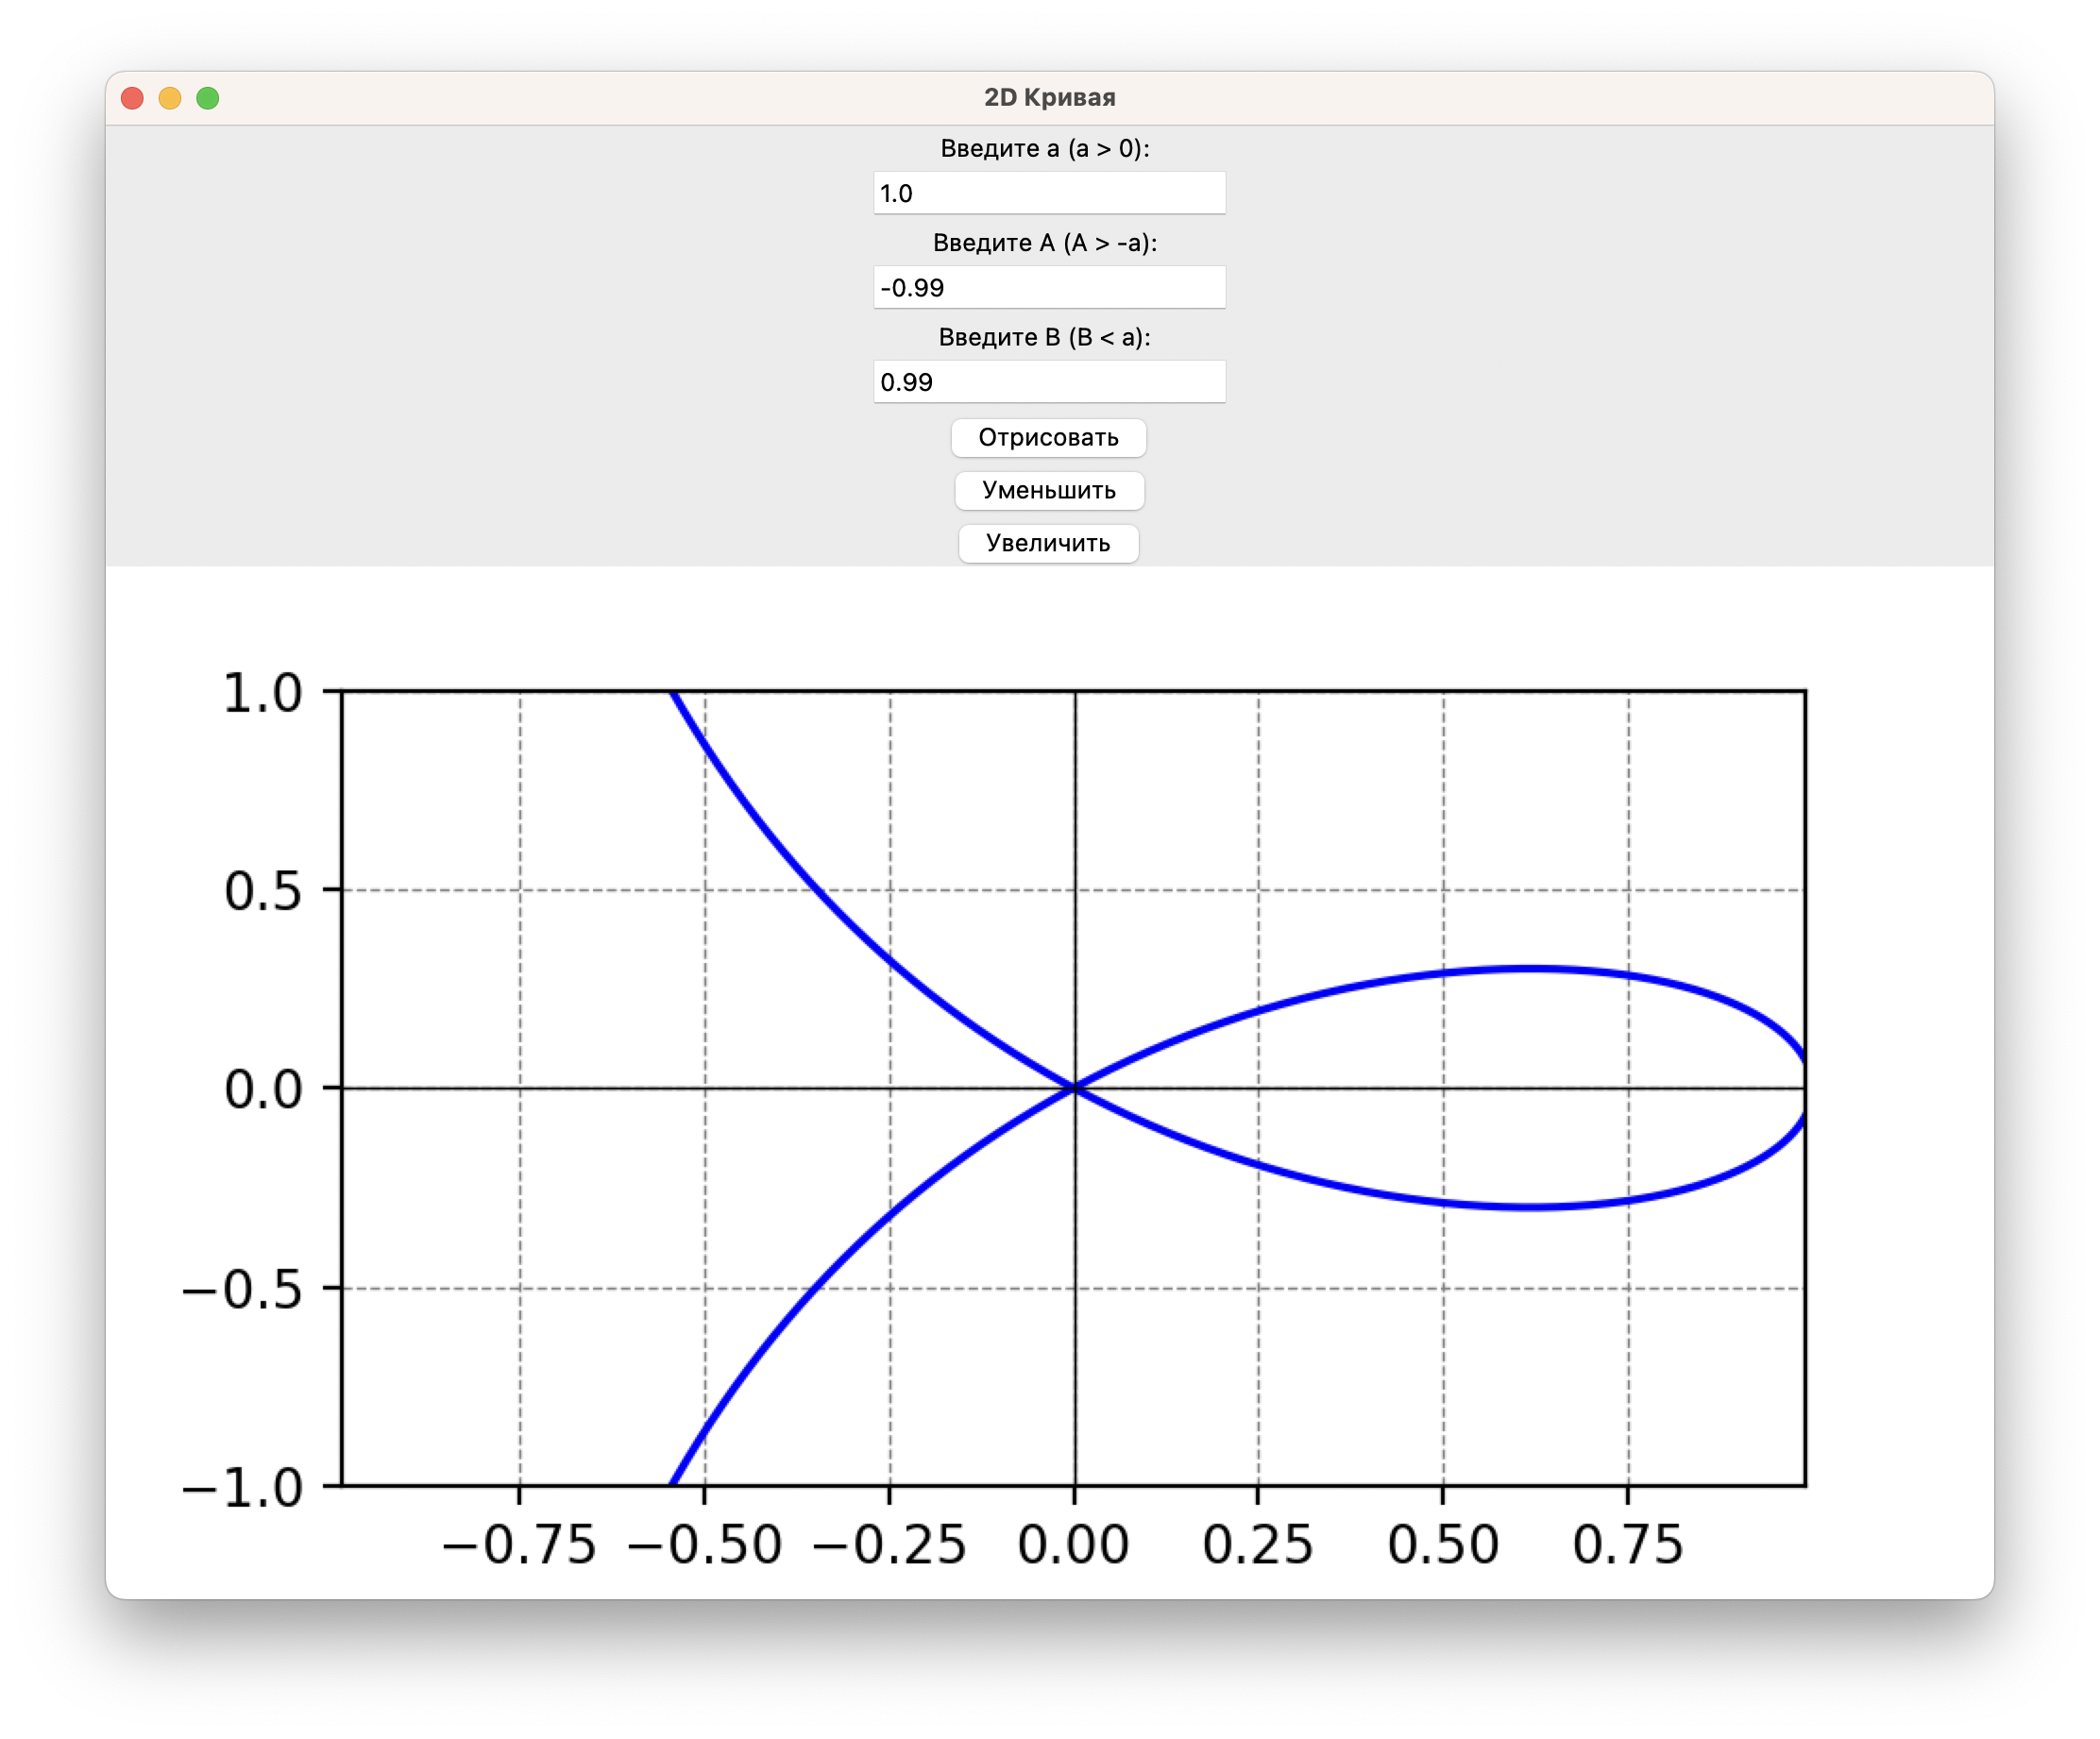 2D Кривая
Введите a (a > 0):
1.0
Введите A (A > -a):
-0.99
Введите B (B < a):
0.99
Отрисовать
Уменьшить
Увеличить
1.0
0.5
0.0
−0.5
−1.0
−0.75 −0.50 −0.25 0.00 0.25 0.50 0.75